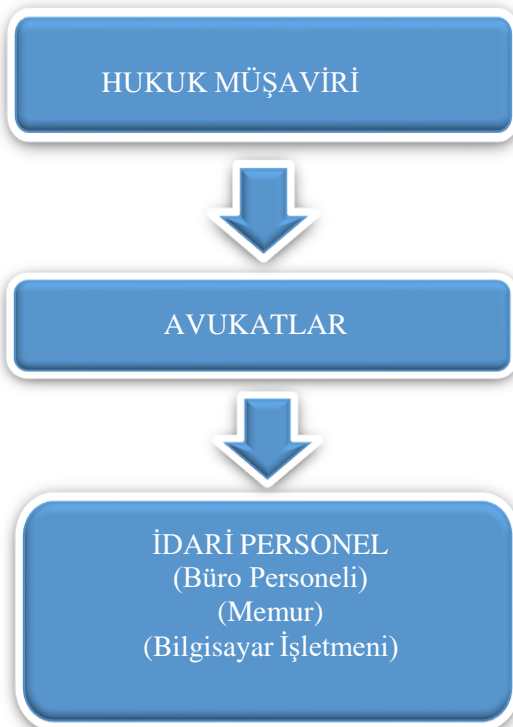 HUKUK MÜŞAVİRİ
AVUKATLAR
İDARİ PERSONEL
(Büro Personeli)
(Memur)
(Bilgisayar İşletmeni)